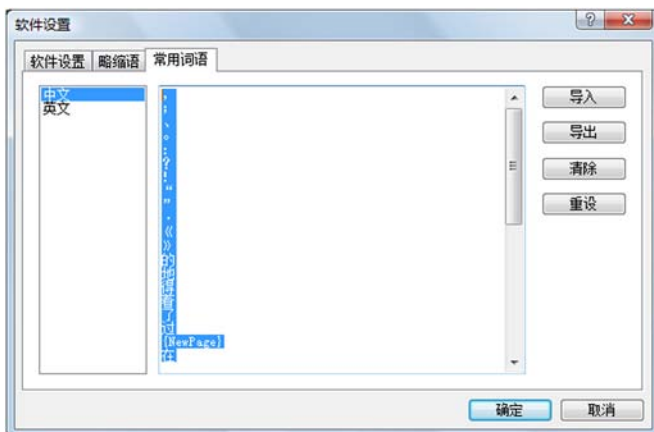 软件设置
软件设置 略缩语 常用词语
中文
英文
，
；
、
。
：
？
！
“
”
．
《
》
的
地
得
着
了
过
{NewPage}
在
导入
导出
清除
重设
确定
取消